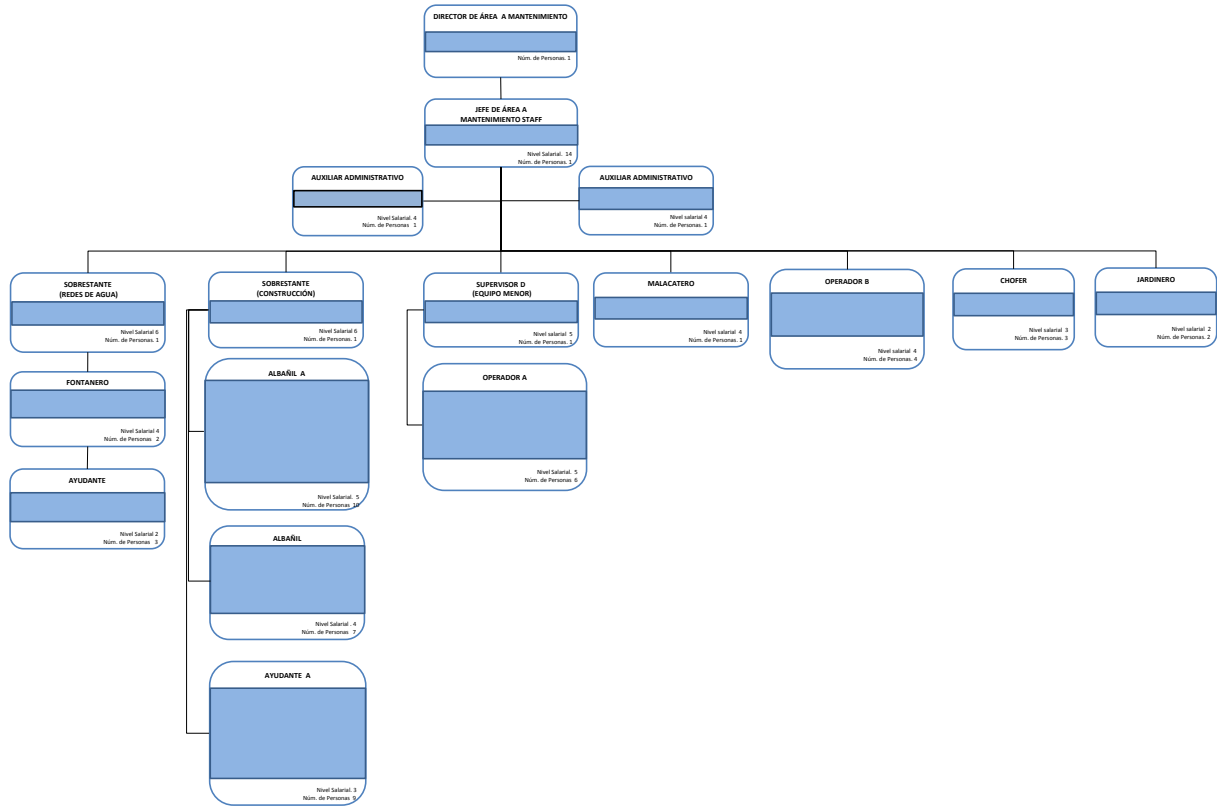 DIRECTOR DE ÁREA A MANTENIMIENTO
Núm. de Personas. 1
JEFE DE ÁREA A
MANTENIMIENTO STAFF
Nivel Salarial. 14
Núm. de Personas. 1
AUXILIAR ADMINISTRATIVO
Nivel Salarial. 4
Núm. de Personas 1
AUXILIAR ADMINISTRATIVO
Nivel salarial 4
Núm. de Personas. 1
SOBRESTANTE
(REDES DE AGUA)
Nivel Salarial 6
Núm. de Personas. 1
SOBRESTANTE
(CONSTRUCCIÓN)
Nivel Salarial 6
Núm. de Personas. 1
SUPERVISOR D
(EQUIPO MENOR)
Nivel salarial 5
Núm. de Personas. 1
MALACATERO
Nivel salarial 4
Núm. de Personas. 1
OPERADOR B
Nivel salarial 4
Núm. de Personas. 4
CHOFER
Nivel salarial 3
Núm. de Personas. 3
JARDINERO
Nivel salarial 2
Núm. de Personas. 2
FONTANERO
Nivel Salarial 4
Núm. de Personas 2
ALBAÑIL A
Nivel Salarial. 5
Núm. de Personas 10
OPERADOR A
Nivel Salarial. 5
Núm. de Personas 6
AYUDANTE
Nivel Salarial 2
Núm. de Personas 3
ALBAÑIL
Nivel Salarial . 4
Núm. de Personas 7
AYUDANTE A
Nivel Salarial. 3
Núm. de Personas 9